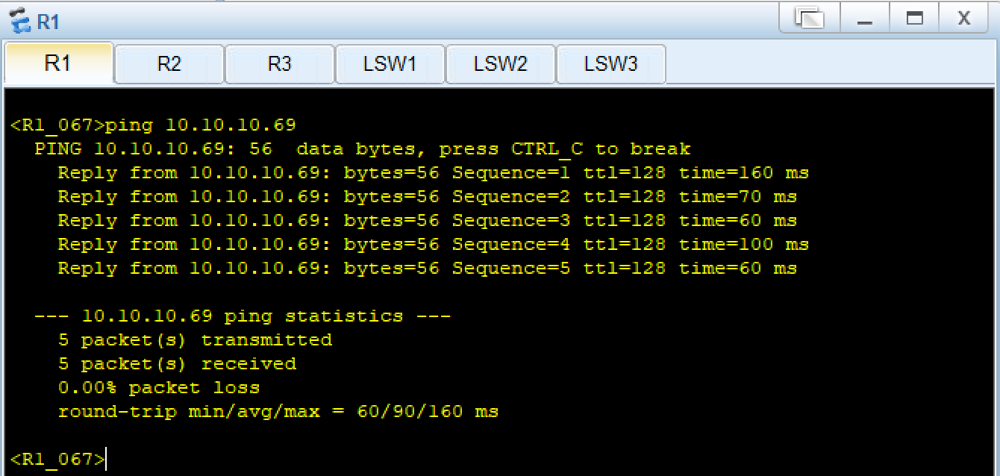 R1
X
R1 R2 R3 LSW1 LSW2 LSW3
<R1_067>ping 10.10.10.69
  PING 10.10.10.69: 56  data bytes, press CTRL_C to break
    Reply from 10.10.10.69: bytes=56 Sequence=1 ttl=128 time=160 ms
    Reply from 10.10.10.69: bytes=56 Sequence=2 ttl=128 time=70 ms
    Reply from 10.10.10.69: bytes=56 Sequence=3 ttl=128 time=60 ms
    Reply from 10.10.10.69: bytes=56 Sequence=4 ttl=128 time=100 ms
    Reply from 10.10.10.69: bytes=56 Sequence=5 ttl=128 time=60 ms
  --- 10.10.10.69 ping statistics ---
    5 packet(s) transmitted
    5 packet(s) received
    0.00% packet loss
    round-trip min/avg/max = 60/90/160 ms
<R1_067>